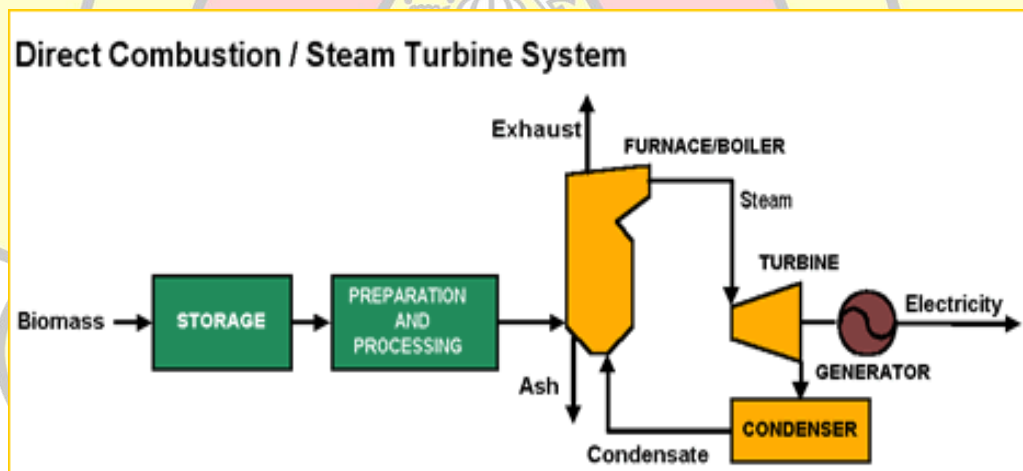 Direct Combustion / Steam Turbine System
Exhaust
FURNACE/BOILER
Steam
TURBINE
Biomass
STORAGE
PREPARATION
AND
PROCESSING
Electricity
GENERATOR
Ash
CONDENSER
Condensate